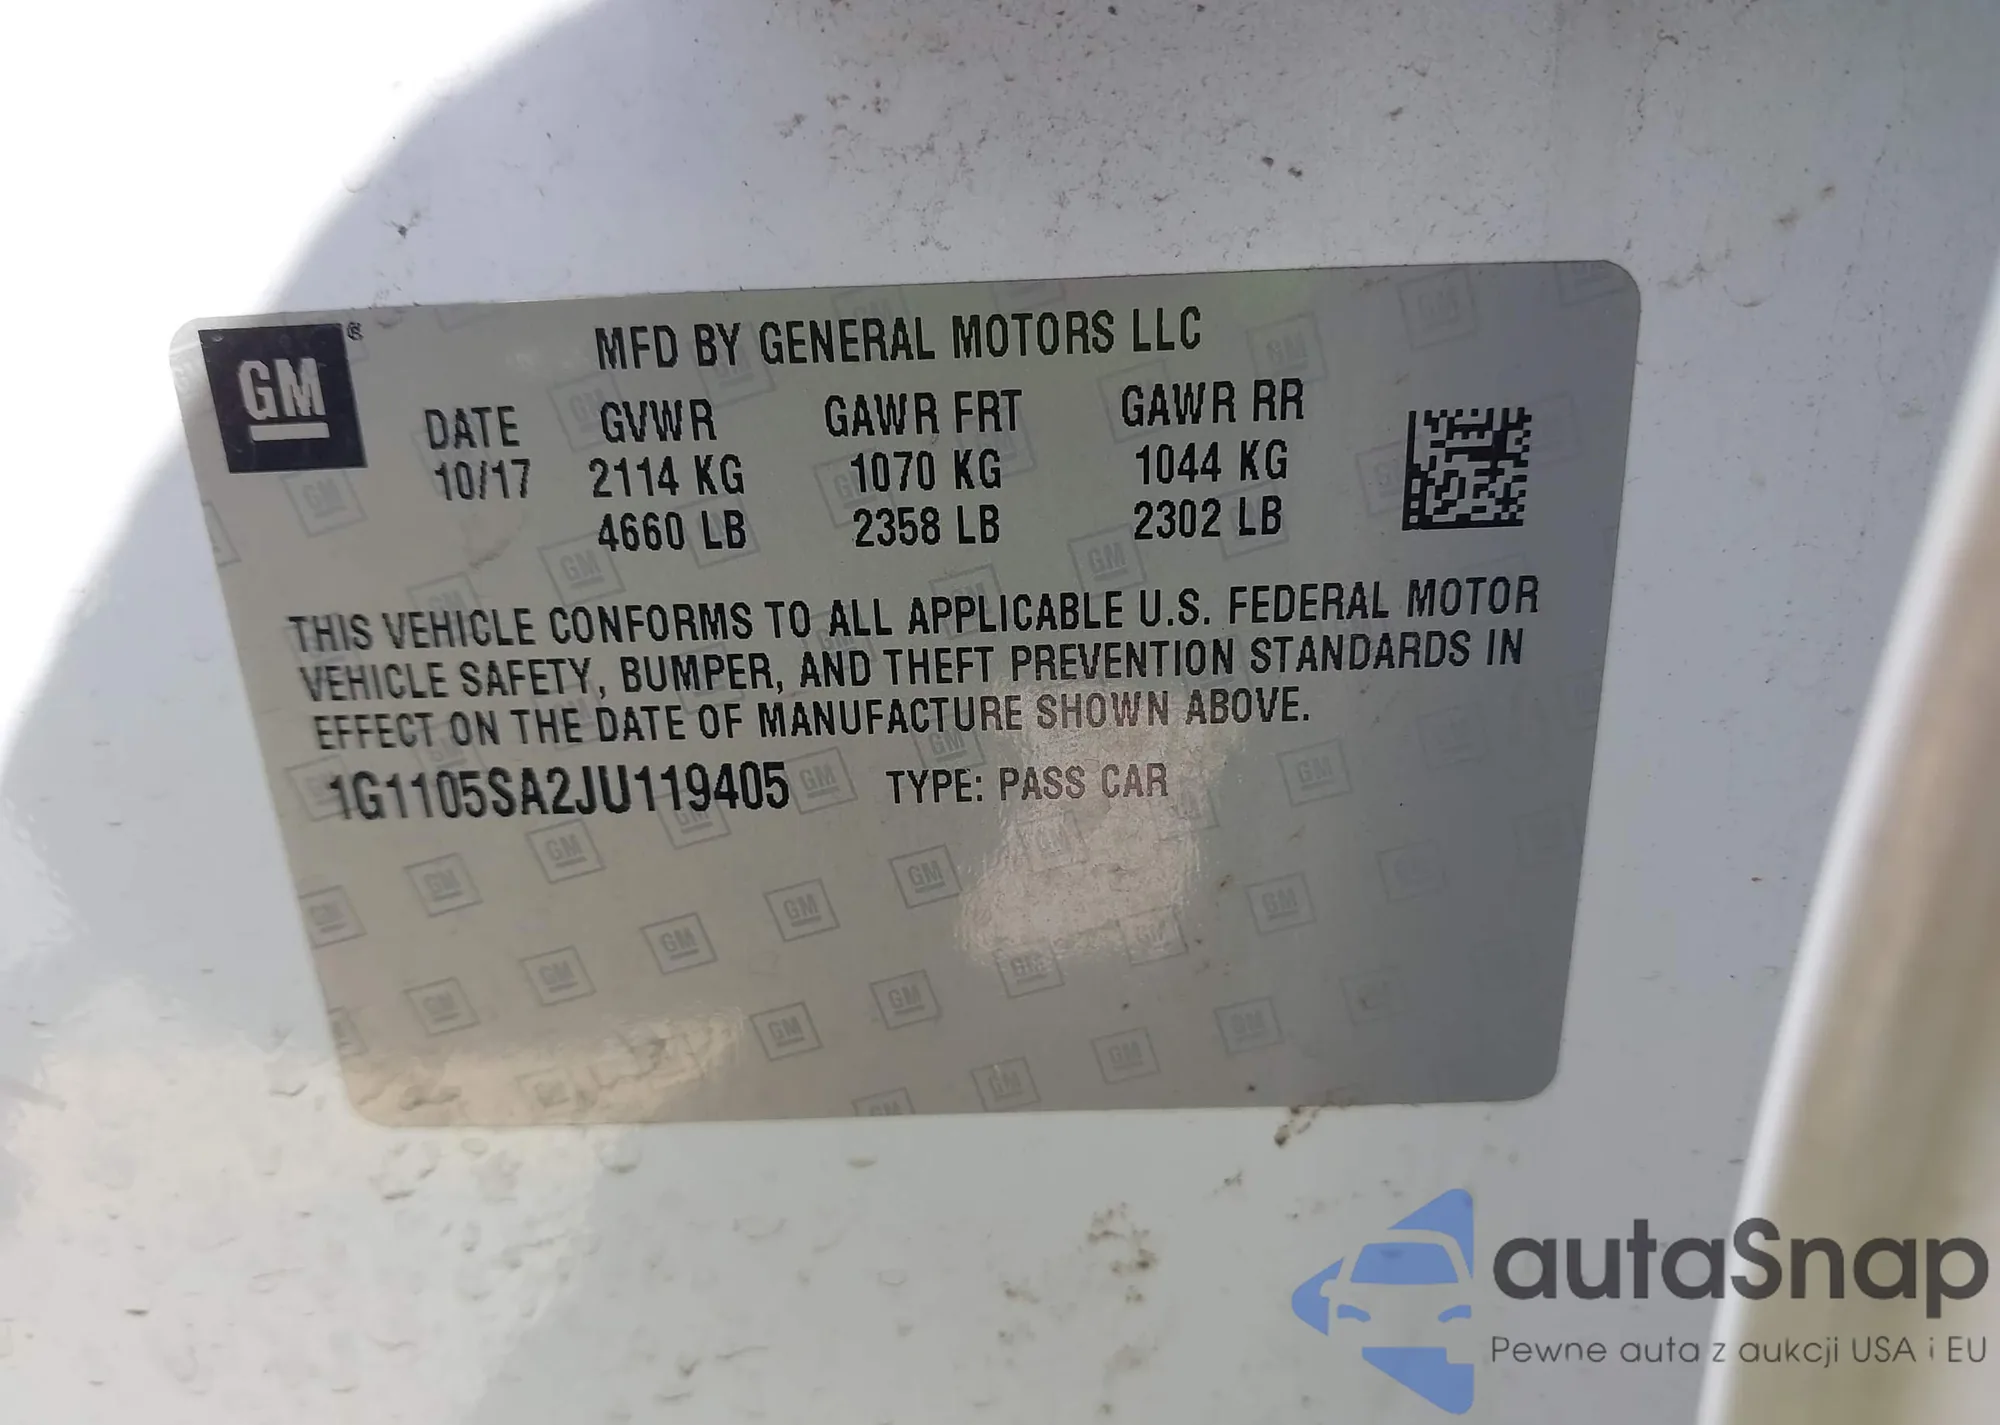 GM ®
MFD BY GENERAL MOTORS LLC
DATE GVWR GAWR FRT GAWR RR
10/17 2114 KG 1070 KG 1044 KG
4660 LB 2358 LB 2302 LB
THIS VEHICLE CONFORMS TO ALL APPLICABLE U.S. FEDERAL MOTOR
VEHICLE SAFETY, BUMPER, AND THEFT PREVENTION STANDARDS IN
EFFECT ON THE DATE OF MANUFACTURE SHOWN ABOVE.
1G1105SA2JU119405 TYPE: PASS CAR
autaSnap
Pewne auta z aukcji USA i EU